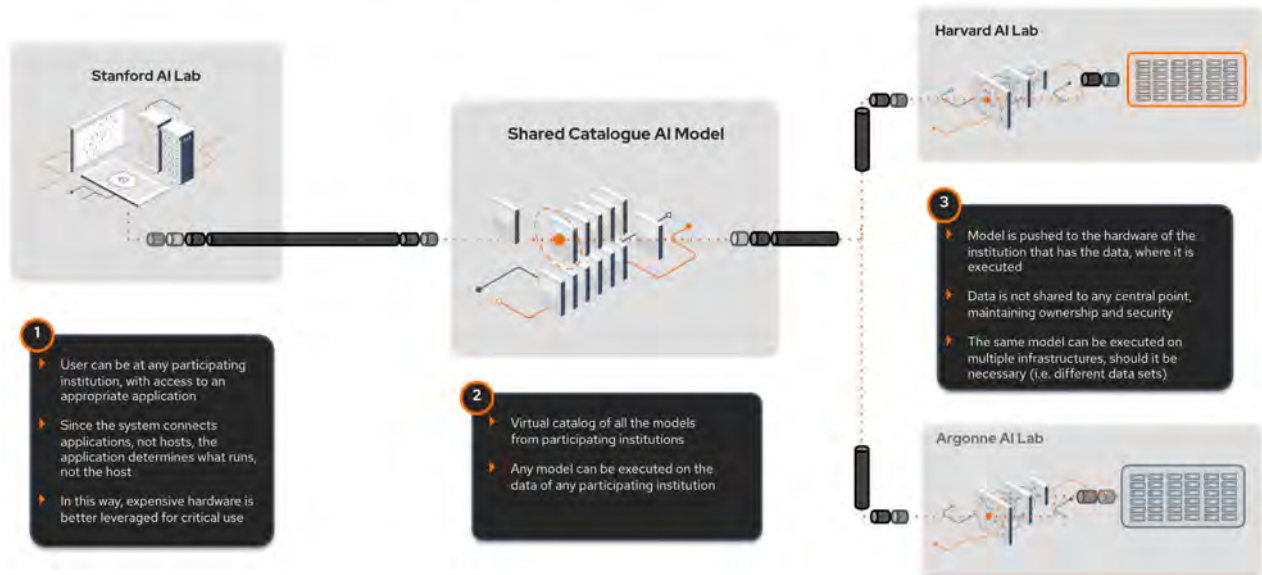 Stanford AI Lab
Shared Catalogue AI Model
Harvard AI Lab
1
User can be at any participating
institution, with access to an
appropriate application
Since the system connects
applications, not hosts, the
application determines what runs,
not the host
In this way, expensive hardware is
better leveraged for critical use
2
Virtual catalog of all the models
from participating institutions
Any model can be executed on the
data of any participating institution
3
Model is pushed to the hardware of the
institution that has the data, where it is
executed
Data is not shared to any central point,
maintaining ownership and security
The same model can be executed on
multiple infrastructures, should it be
necessary (i.e. different data sets)
Argonne AI Lab